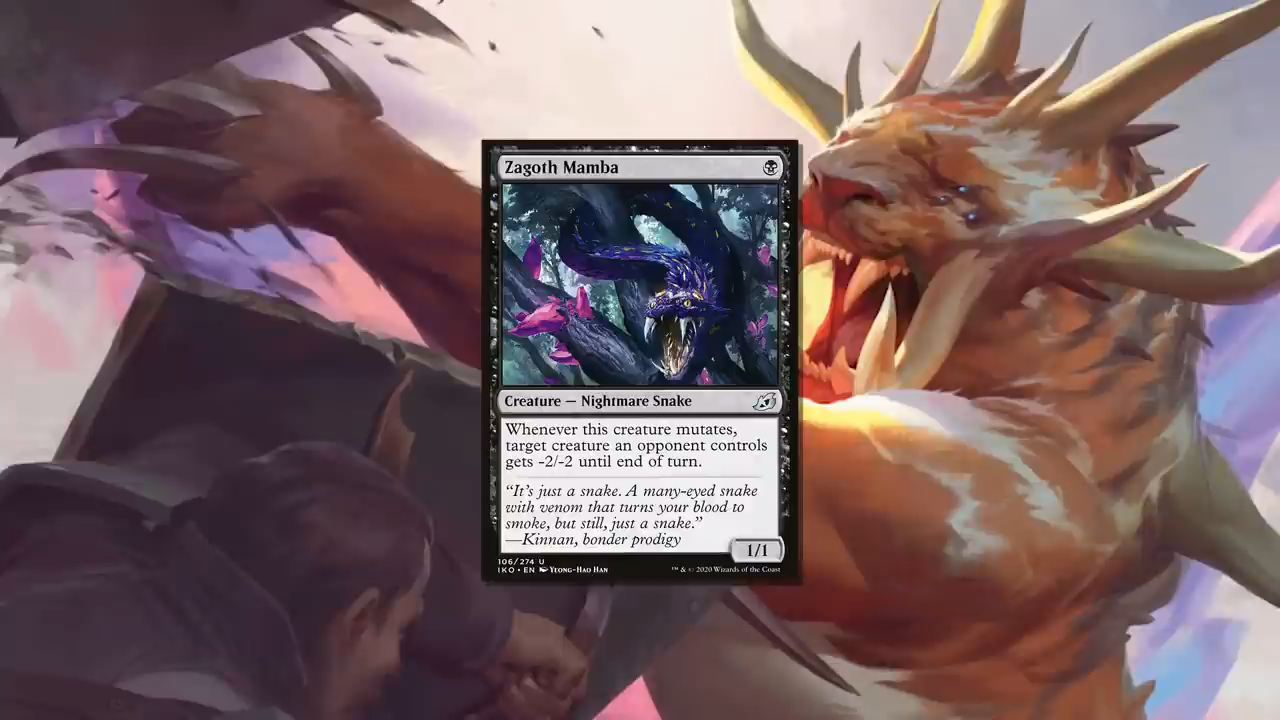 Zagoth Mamba
Creature — Nightmare Snake
Whenever this creature mutates,
target creature an opponent controls
gets -2/-2 until end of turn.
“It’s just a snake. A many-eyed snake
with venom that turns your blood to
smoke, but still, just a snake.”
—Kinnan, bonder prodigy
1/1
106/274 U
IKO • EN Yeong-Hao Han
™ & © 2020 Wizards of the Coast